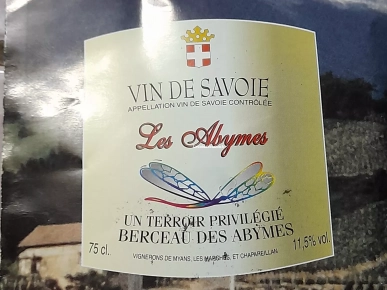 VIN DE SAVOIE
APPELLATION VIN DE SAVOIE CONTRÔLÉE
Les Abymes
UN TERROIR PRIVILÉGIÉ
BERCEAU DES ABYMES
75 cl.
11,5% vol.
VIGNERONS DE MYANS, LES MARCHES, ET CHAPAREILLAN